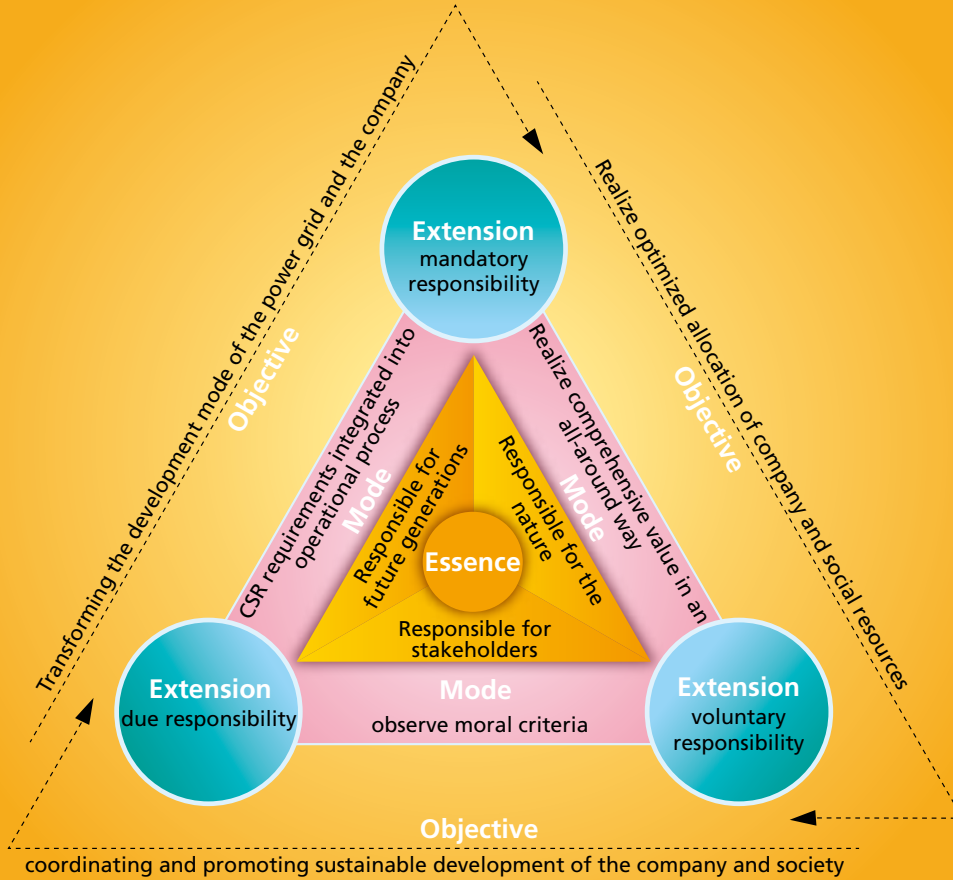 Transforming the development mode of the power grid and the company
Objective
Realize optimized allocation of company and social resources
Objective
Extension
mandatory
responsibility
CSR requirements integrated into
operational process
Mode
Realize comprehensive value in an
all-around way
Mode
Responsible for
future generations
Responsible for the
nature
Essence
Responsible for
stakeholders
Extension
due responsibility
Mode
observe moral criteria
Extension
voluntary
responsibility
Objective
coordinating and promoting sustainable development of the company and society